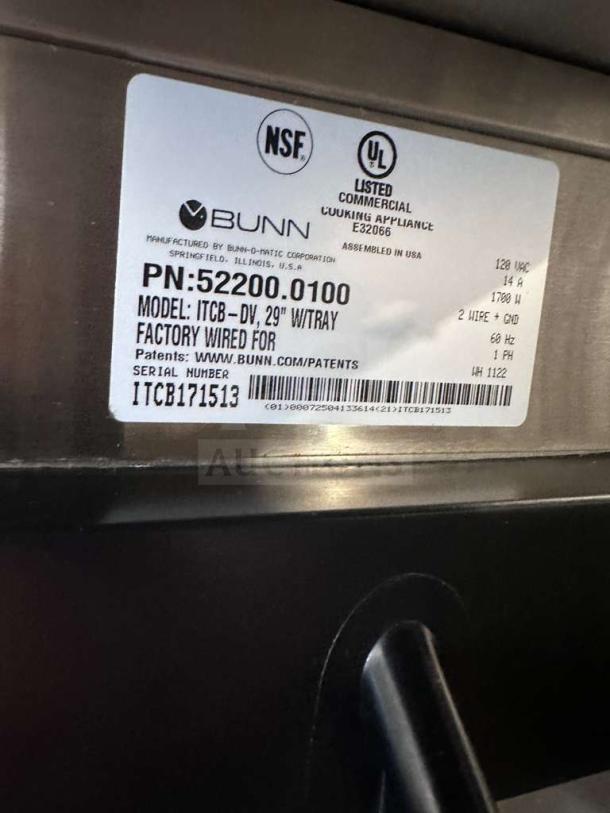 NSF
UL
LISTED
COMMERCIAL
COOKING APPLIANCE
E32066
ASSEMBLED IN USA
BUNN
MANUFACTURED BY BUNN-O-MATIC CORPORATION
SPRINGFIELD, ILLINOIS, U.S.A
PN:52200.0100
MODEL: ITCB-DV, 29" W/TRAY
FACTORY WIRED FOR
Patents: WWW.BUNN.COM/PATENTS
SERIAL NUMBER
ITCB171513
120 VAC
14 A
1700 W
2 WIRE + GND
60 Hz
1 PH
WH 1122
(01)00072504133614(21)ITCB171513